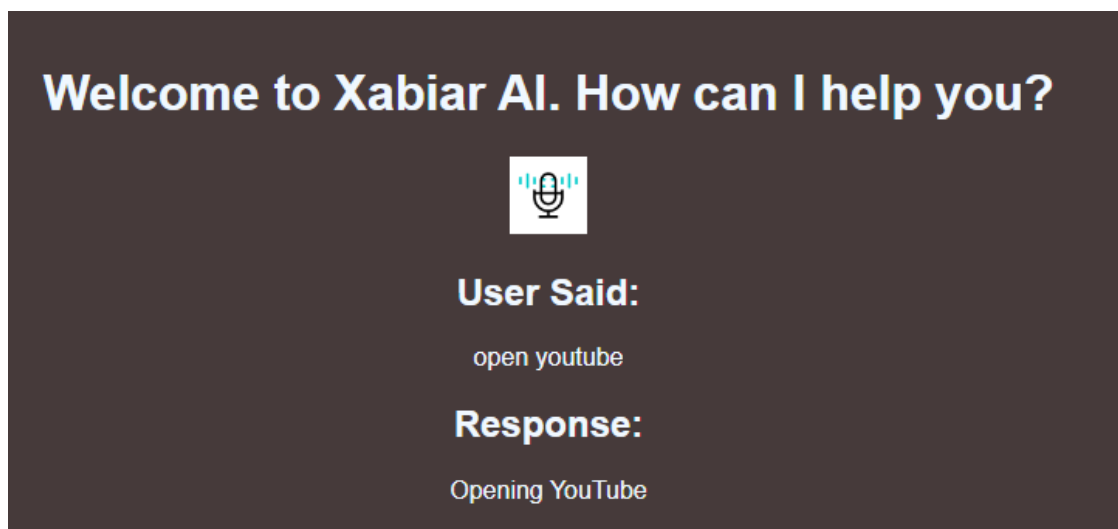 Welcome to Xabiar AI. How can I help you?
User Said:
open youtube
Response:
Opening YouTube